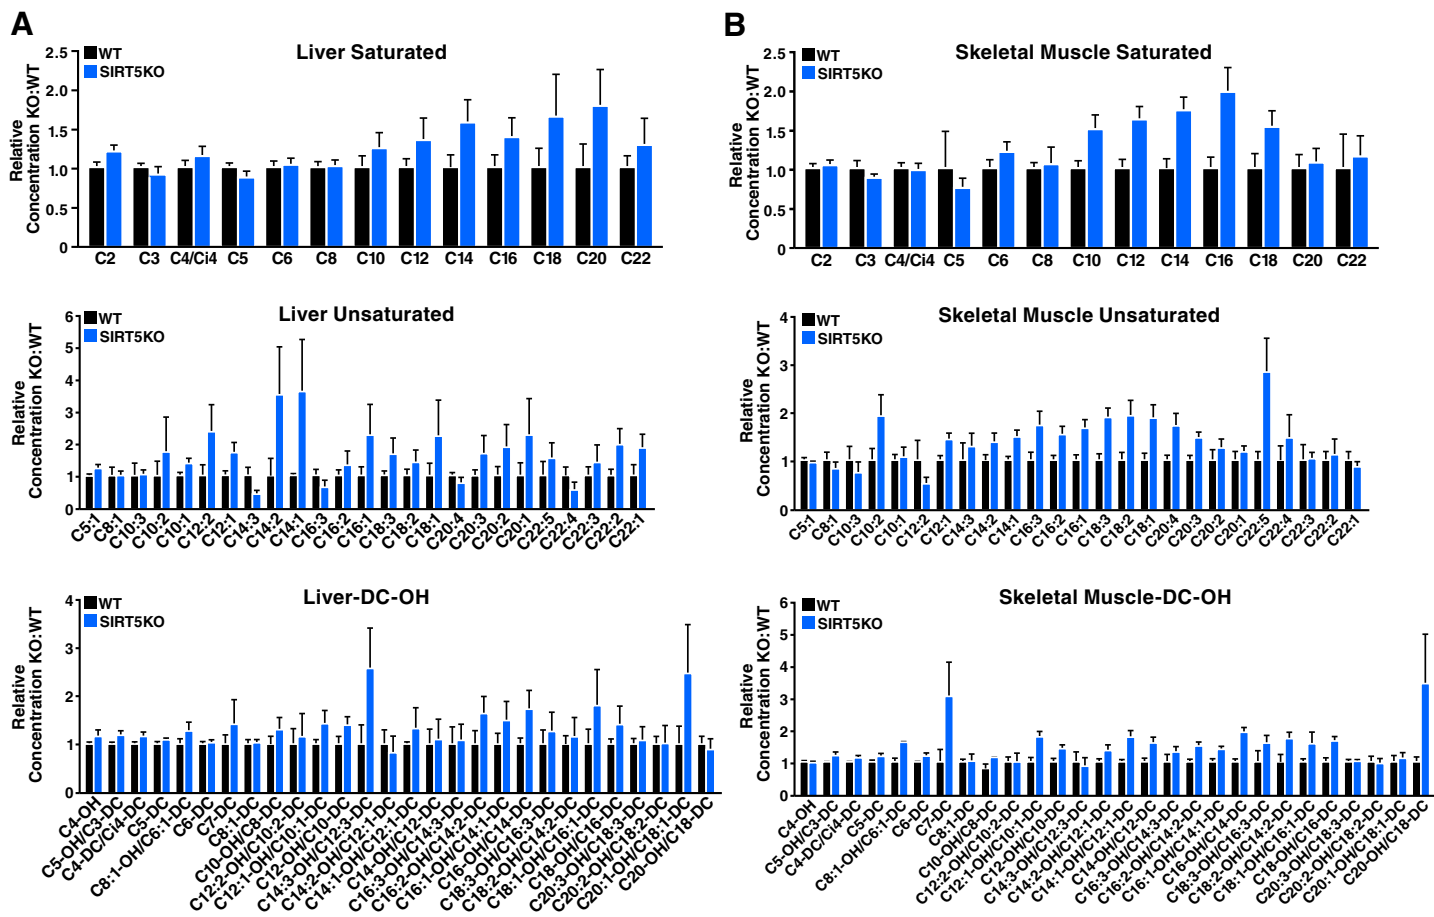 A
Liver Saturated
WT
SIRT5KO
Relative
Concentration KO:WT
2.5
2.0
1.5
1.0
0.5
0
C2 C3 C4/Ci4 C5 C6 C8 C10 C12 C14 C16 C18 C20 C22
Liver Unsaturated
WT
SIRT5KO
Relative
Concentration KO:WT
6
5
4
3
2
1
0
C5:1 C8:1 C10:3 C10:2 C10:1 C12:2 C12:1 C14:3 C14:2 C14:1 C16:3 C16:2 C16:1 C18:3 C18:2 C18:1 C20:4 C20:3 C20:2 C20:1 C22:5 C22:4 C22:3 C22:2 C22:1
Liver-DC-OH
WT
SIRT5KO
Relative
Concentration KO:WT
4
3
2
1
0
C4-OH
C5-OH/C3-DC
C4-DC/Ci4-DC
C5-DC
C8:1-OH/C6:1-DC
C6-DC
C7-DC
C8:1-DC
C10-OH/C8-DC
C12:2-OH/C10:2-DC
C12:1-OH/C10:1-DC
C12-OH/C10-DC
C14:3-OH/C12:3-DC
C14:2-OH/C12:2-DC
C14:1-OH/C12:1-DC
C14-OH/C12-DC
C16:3-OH/C14:3-DC
C16:2-OH/C14:2-DC
C16:1-OH/C14:1-DC
C16-OH/C14-DC
C18:3-OH/C16:3-DC
C18:2-OH/C14:2-DC
C18:1-OH/C16:1-DC
C18-OH/C16-DC
C20:3-OH/C18:3-DC
C20:2-OH/C18:2-DC
C20:1-OH/C18:1-DC
C20-OH/C18-DC
B
Skeletal Muscle Saturated
WT
SIRT5KO
Relative
Concentration KO:WT
2.5
2.0
1.5
1.0
0.5
0
C2 C3 C4/Ci4 C5 C6 C8 C10 C12 C14 C16 C18 C20 C22
Skeletal Muscle Unsaturated
WT
SIRT5KO
Relative
Concentration KO:WT
4
3
2
1
0
C5:1 C8:1 C10:3 C10:2 C10:1 C12:2 C12:1 C14:3 C14:2 C14:1 C16:3 C16:2 C16:1 C18:3 C18:2 C18:1 C20:4 C20:3 C20:2 C20:1 C22:5 C22:4 C22:3 C22:2 C22:1
Skeletal Muscle-DC-OH
WT
SIRT5KO
Relative
Concentration KO:WT
6
5
4
3
2
1
0
C4-OH
C5-OH/C3-DC
C4-DC/Ci4-DC
C5-DC
C8:1-OH/C6:1-DC
C6-DC
C7-DC
C8:1-DC
C10-OH/C8-DC
C12:2-OH/C10:2-DC
C12:1-OH/C10:1-DC
C12-OH/C10-DC
C14:3-OH/C12:3-DC
C14:2-OH/C12:2-DC
C14:1-OH/C12:1-DC
C14-OH/C12-DC
C16:3-OH/C14:3-DC
C16:2-OH/C14:2-DC
C16:1-OH/C14:1-DC
C16-OH/C14-DC
C18:3-OH/C16:3-DC
C18:2-OH/C14:2-DC
C18:1-OH/C16:1-DC
C18-OH/C16-DC
C20:3-OH/C18:3-DC
C20:2-OH/C18:2-DC
C20:1-OH/C18:1-DC
C20-OH/C18-DC